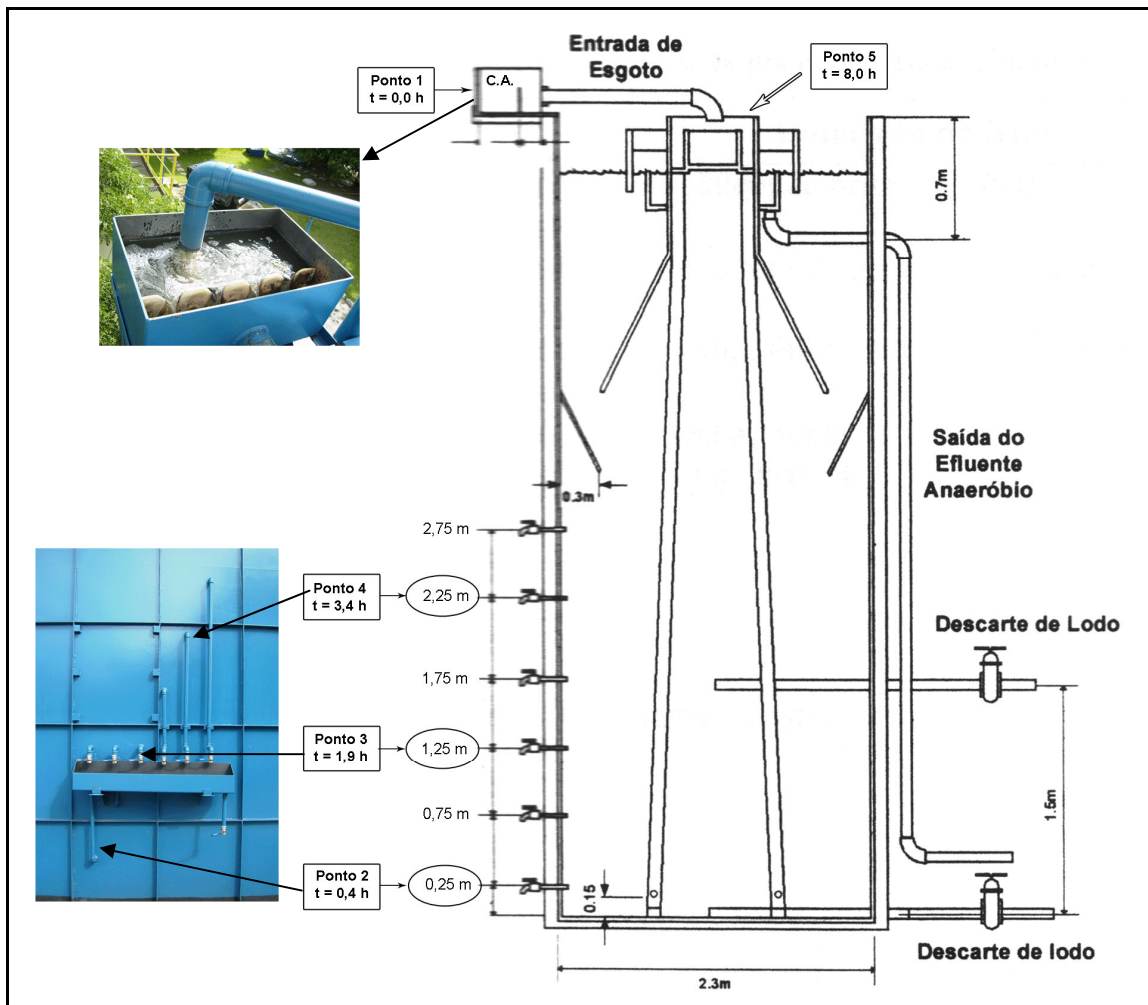 Entrada de
Esgoto
Ponto 5
t = 8,0 h
Ponto 1
t = 0,0 h
C.A.
0.7m
Saída do
Efluente
Anaeróbio
0.3m
2,75 m
Ponto 4
t = 3,4 h
2,25 m
Descarte de Lodo
1,75 m
Ponto 3
t = 1,9 h
1,25 m
1.5m
0,75 m
Ponto 2
t = 0,4 h
0,25 m
0.15
Descarte de lodo
2.3m